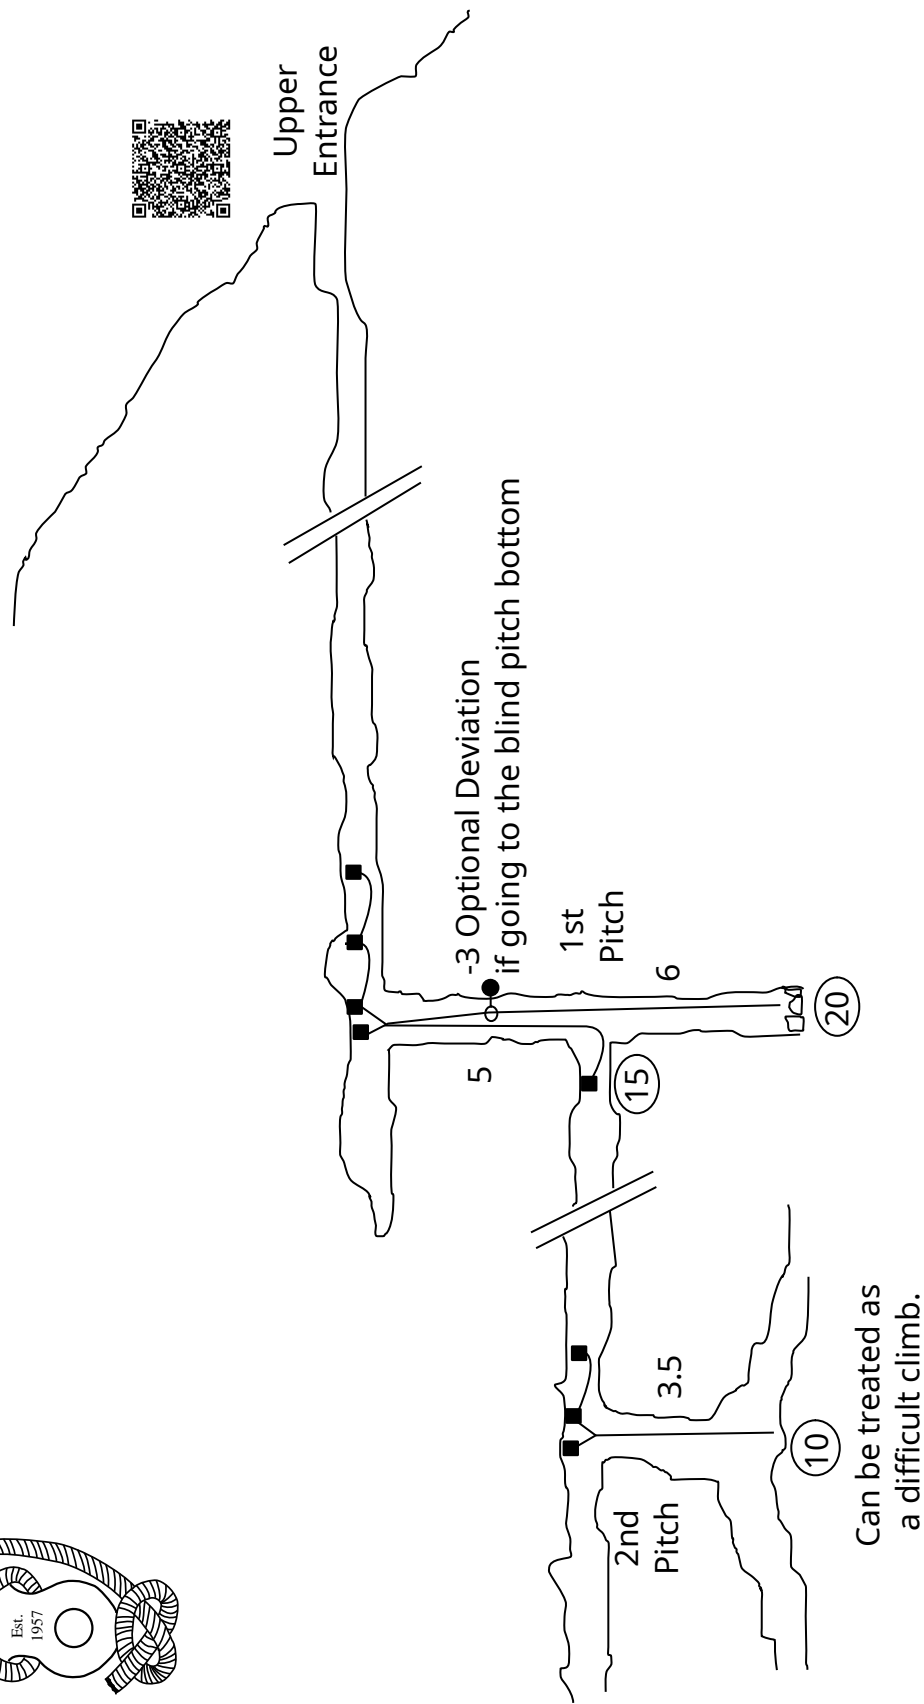 Upper
Entrance
-3 Optional Deviation
if going to the blind pitch bottom
1st
Pitch
5
6
20
15
3.5
2nd
Pitch
10
Can be treated as
a difficult climb.
Est.
1957